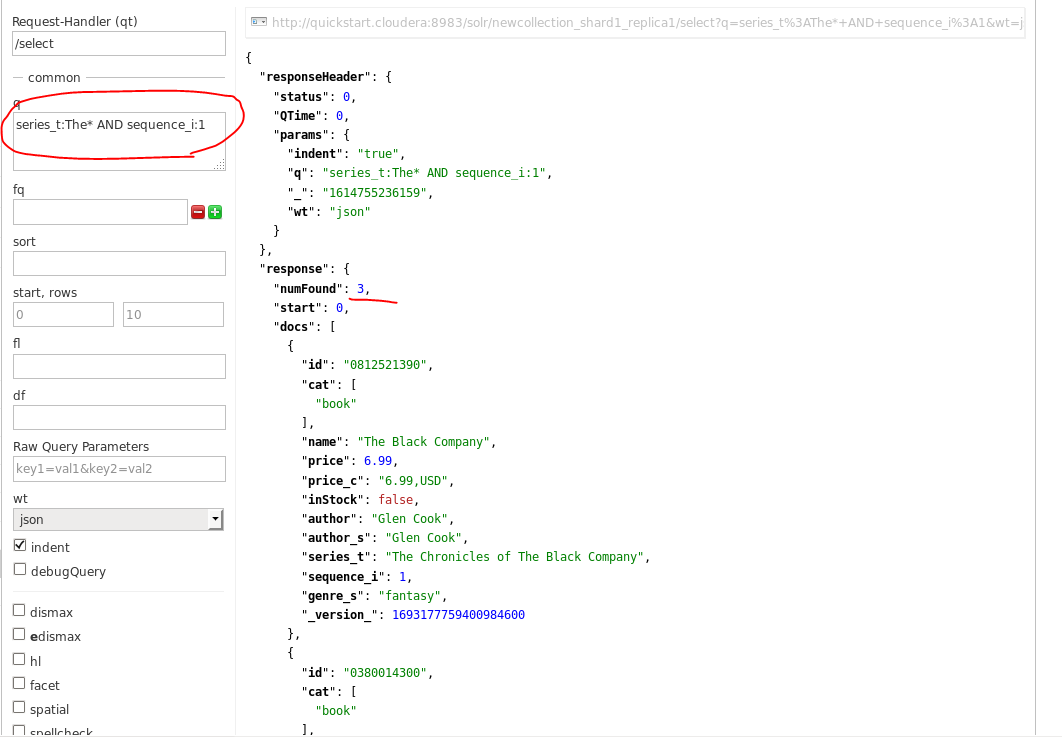 Request-Handler (qt)
/select
common
q
series_t:The* AND sequence_i:1
fq
sort
start, rows
0 10
fl
df
Raw Query Parameters
key1=val1&key2=val2
wt
json
indent
debugQuery
dismax
edismax
hl
facet
spatial
spellcheck
http://quickstart.cloudera:8983/solr/newcollection_shard1_replica1/select?q=series_t%3AThe*+AND+sequence_i%3A1&wt=j
{
"responseHeader": {
"status": 0,
"QTime": 0,
"params": {
"indent": "true",
"q": "series_t:The* AND sequence_i:1",
"_": "1614755236159",
"wt": "json"
}
},
"response": {
"numFound": 3,
"start": 0,
"docs": [
{
"id": "0812521390",
"cat": [
"book"
],
"name": "The Black Company",
"price": 6.99,
"price_c": "6.99,USD",
"inStock": false,
"author": "Glen Cook",
"author_s": "Glen Cook",
"series_t": "The Chronicles of The Black Company",
"sequence_i": 1,
"genre_s": "fantasy",
"_version_": 1693177759400984600
},
{
"id": "0380014300",
"cat": [
"book"
],